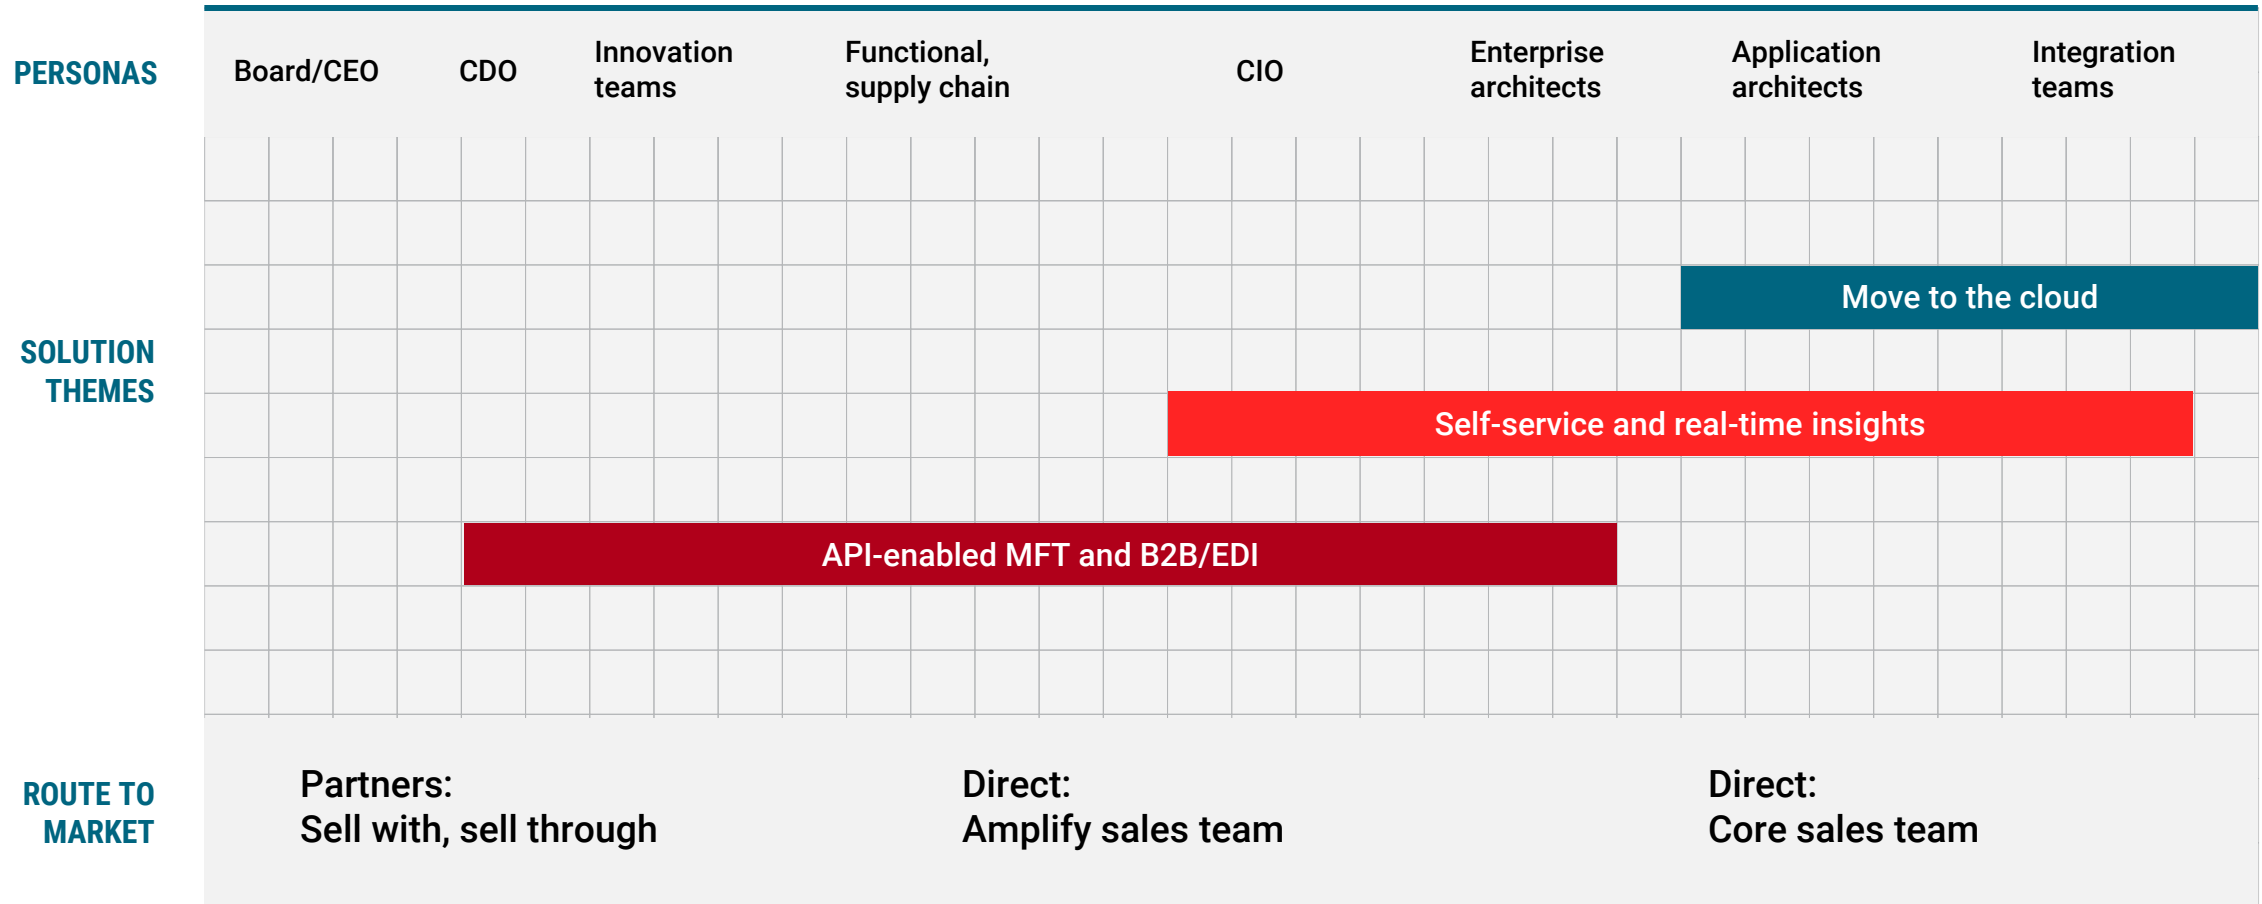 PERSONAS
Board/CEO
CDO
Innovation
teams
Functional,
supply chain
CIO
Enterprise
architects
Application
architects
Integration
teams
SOLUTION
THEMES
Move to the cloud
Self-service and real-time insights
API-enabled MFT and B2B/EDI
ROUTE TO
MARKET
Partners:
Sell with, sell through
Direct:
Amplify sales team
Direct:
Core sales team